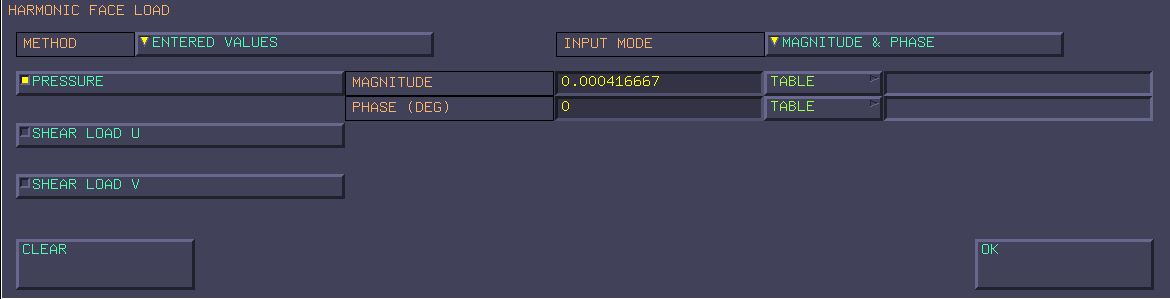 HARMONIC FACE LOAD
METHOD ENTERED VALUES INPUT MODE MAGNITUDE & PHASE
PRESSURE MAGNITUDE 0.000416667 TABLE
PHASE (DEG) 0 TABLE
SHEAR LOAD U
SHEAR LOAD V
CLEAR OK